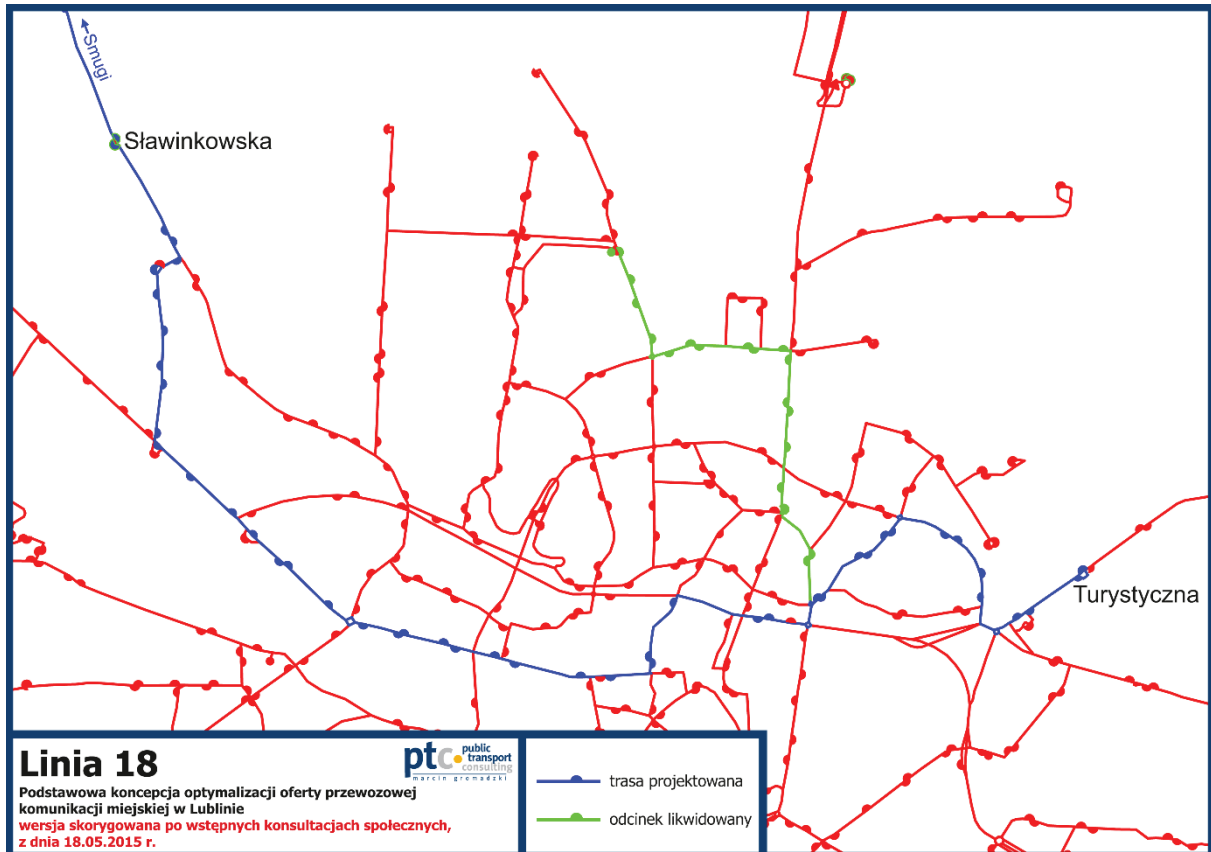 Smugi
Sławinkowska
Turystyczna
Linia 18
ptc public
transport
consulting
marcin gromadzki
Podstawowa koncepcja optymalizacji oferty przewozowej
komunikacji miejskiej w Lublinie
wersja skorygowana po wstępnych konsultacjach społecznych,
z dnia 18.05.2015 r.
trasa projektowana
odcinek likwidowany